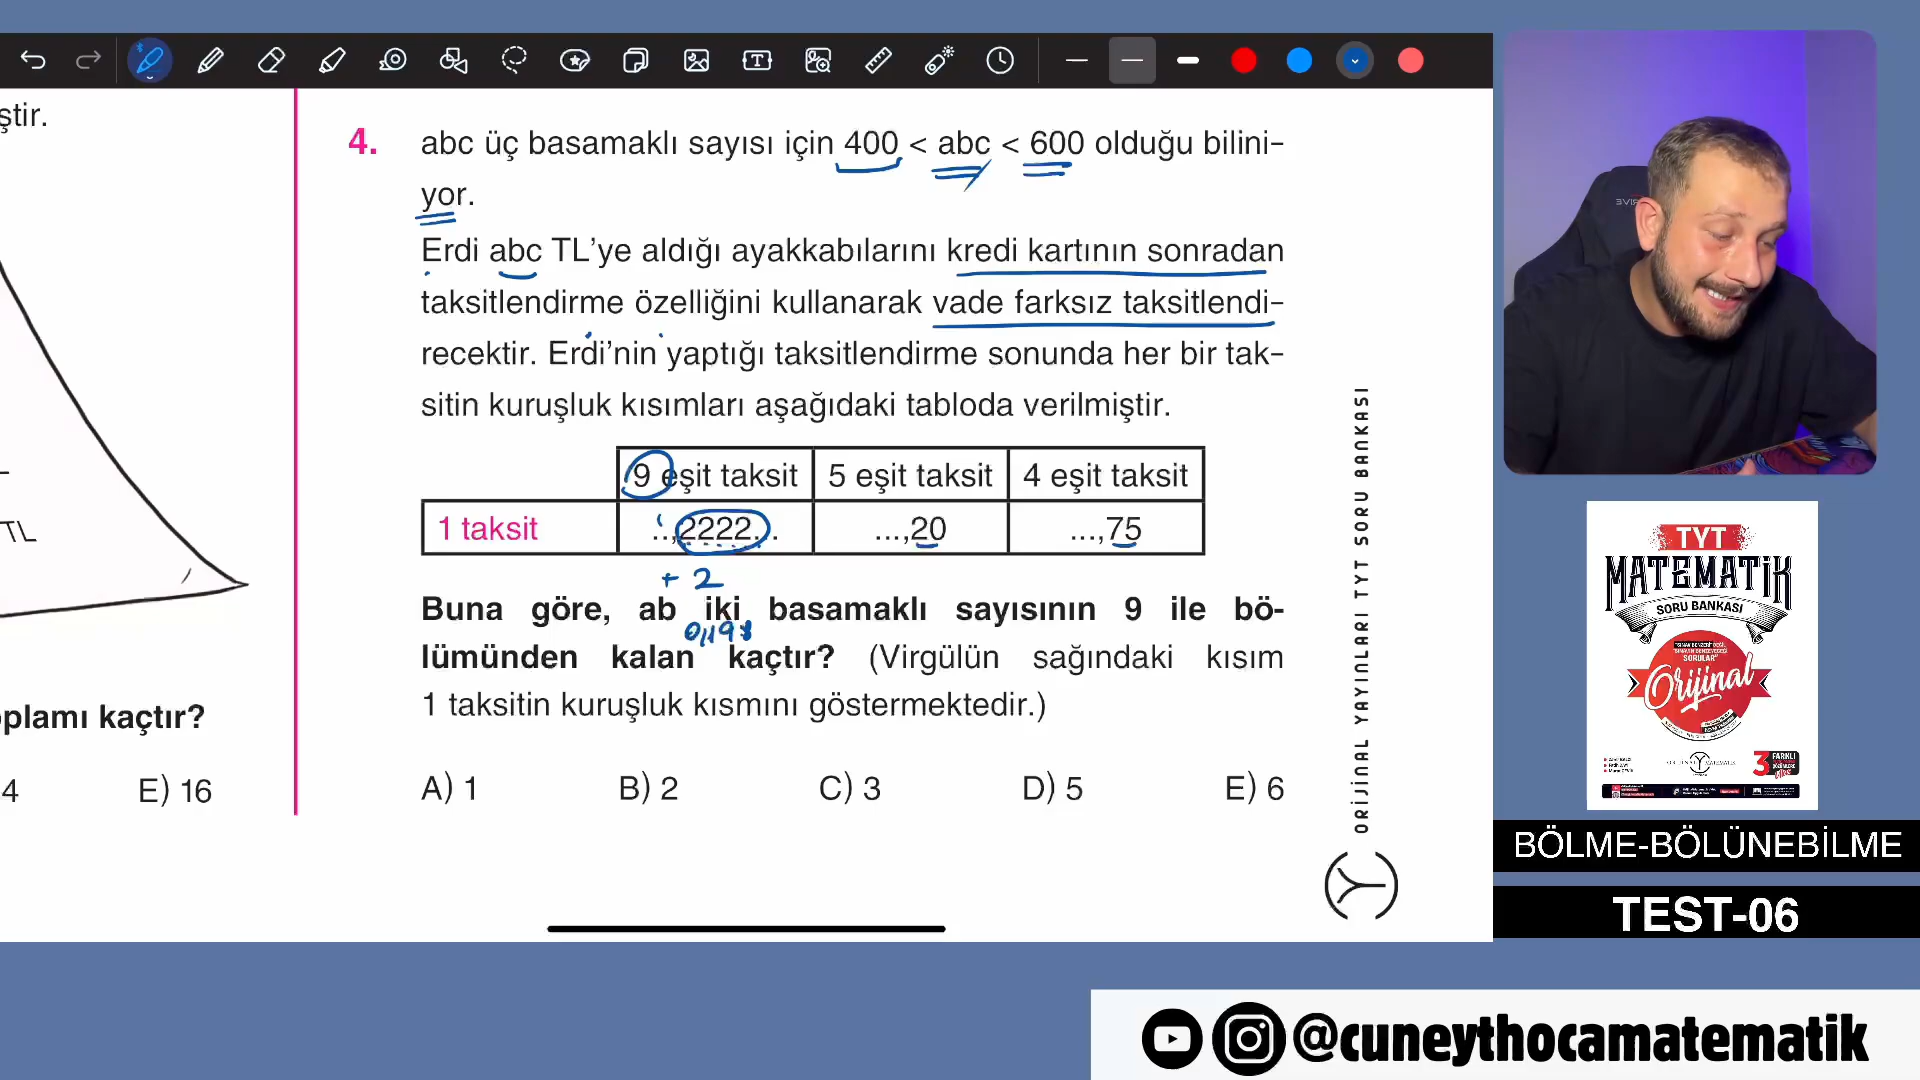 ştir.
TL
oplamı kaçtır?
4 E) 16
4. abc üç basamaklı sayısı için 400 < abc < 600 olduğu bilini-
yor.
Erdi abc TL'ye aldığı ayakkabılarını kredi kartının sonradan
taksitlendirme özelliğini kullanarak vade farksız taksitlendi-
recektir. Erdi'nin yaptığı taksitlendirme sonunda her bir tak-
sitin kuruşluk kısımları aşağıdaki tabloda verilmiştir.
9 eşit taksit 5 eşit taksit 4 eşit taksit
1 taksit ...,2222... ...,20 ...,75
+ 2
Buna göre, ab iki basamaklı sayısının 9 ile bö-
lümünden kalan kaçtır? (Virgülün sağındaki kısım
1 taksitin kuruşluk kısmını göstermektedir.)
A) 1 B) 2 C) 3 D) 5 E) 6
ORİJİNAL YAYINLARI TYT SORU BANKASI
TYT
MATEMATİK
SORU BANKASI
Orijinal
3 FARKLI
BÖLME-BÖLÜNEBİLME
TEST-06
@cuneythocamatematik